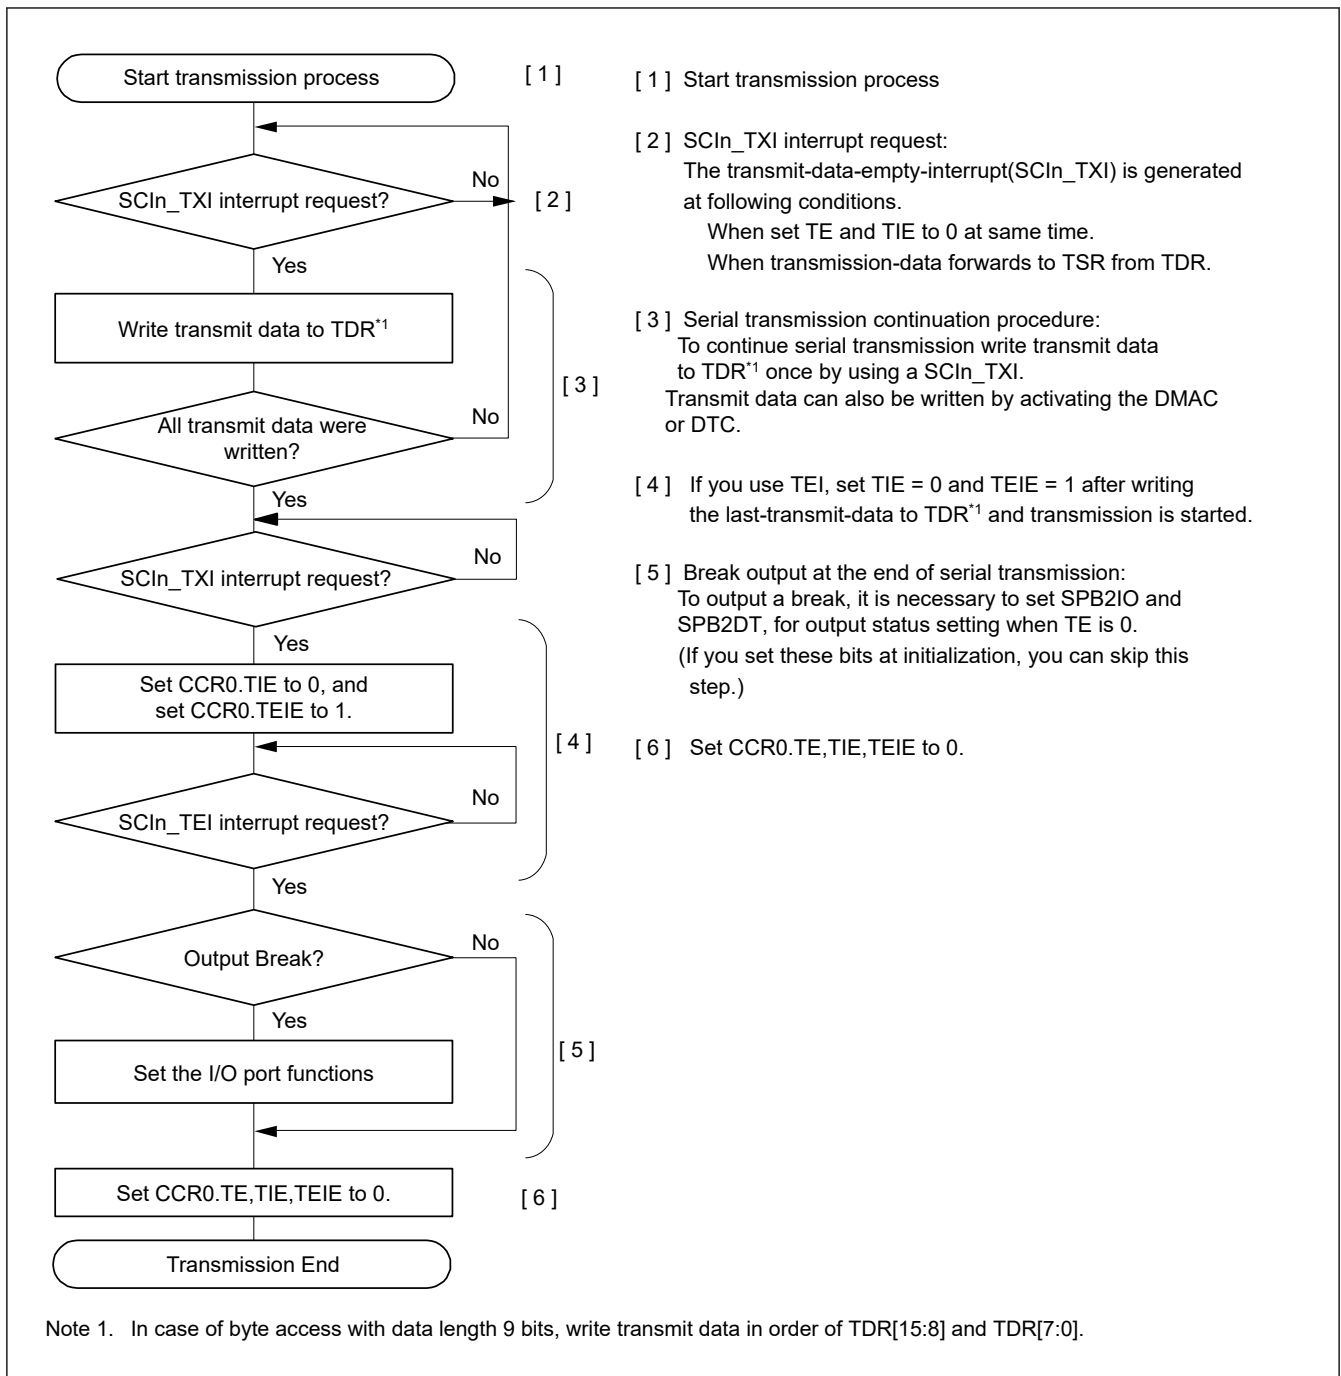 Start transmission process
[ 1 ]
SCIn_TXI interrupt request?
No
[ 2 ]
Yes
Write transmit data to TDR*1
[ 3 ]
All transmit data were
written?
No
Yes
SCIn_TXI interrupt request?
No
Yes
Set CCR0.TIE to 0, and
set CCR0.TEIE to 1.
[ 4 ]
SCIn_TEI interrupt request?
No
Yes
Output Break?
No
Yes
Set the I/O port functions
[ 5 ]
Set CCR0.TE,TIE,TEIE to 0.
[ 6 ]
Transmission End
[ 1 ] Start transmission process
[ 2 ] SCIn_TXI interrupt request:
The transmit-data-empty-interrupt(SCIn_TXI) is generated
at following conditions.
When set TE and TIE to 0 at same time.
When transmission-data forwards to TSR from TDR.
[ 3 ] Serial transmission continuation procedure:
To continue serial transmission write transmit data
to TDR*1 once by using a SCIn_TXI.
Transmit data can also be written by activating the DMAC
or DTC.
[ 4 ] If you use TEI, set TIE = 0 and TEIE = 1 after writing
the last-transmit-data to TDR*1 and transmission is started.
[ 5 ] Break output at the end of serial transmission:
To output a break, it is necessary to set SPB2IO and
SPB2DT, for output status setting when TE is 0.
(If you set these bits at initialization, you can skip this
step.)
[ 6 ] Set CCR0.TE,TIE,TEIE to 0.
Note 1. In case of byte access with data length 9 bits, write transmit data in order of TDR[15:8] and TDR[7:0].